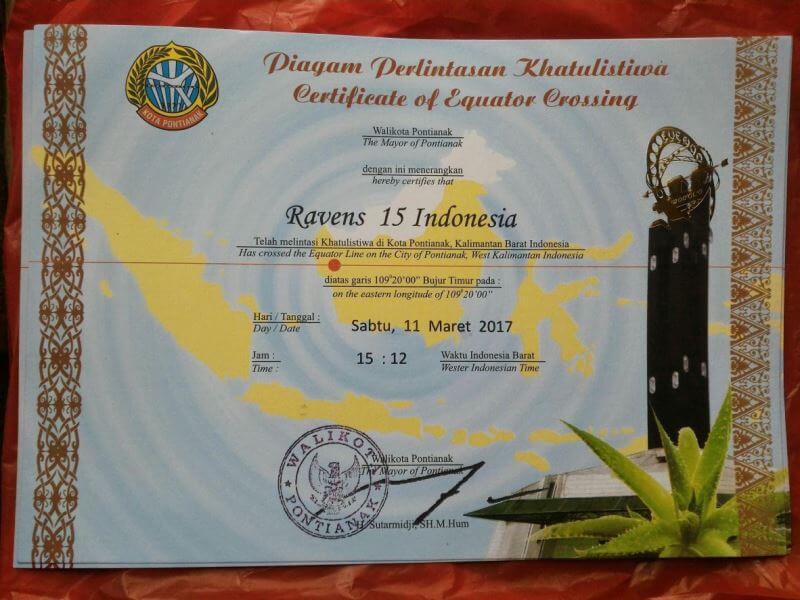 Piagam Perlintasan Khatulistiwa
Certificate of Equator Crossing
KOTA PONTIANAK
Walikota Pontianak
The Mayor of Pontianak
dengan ini menerangkan
hereby certifies that
Ravens 15 Indonesia
Telah melintasi Khatulistiwa di Kota Pontianak, Kalimantan Barat Indonesia
Has crossed the Equator Line on the City of Pontianak, West Kalimantan Indonesia
diatas garis 109°20'00" Bujur Timur pada :
on the eastern longitude of 109°20'00"
Hari / Tanggal :
Day / Date
Sabtu, 11 Maret 2017
Jam :
Time :
15 : 12
Waktu Indonesia Barat
Wester Indonesian Time
Walikota Pontianak
The Mayor of Pontianak
WALIKOTA
PONTIANAK
H. Sutarmidji, SH.M.Hum